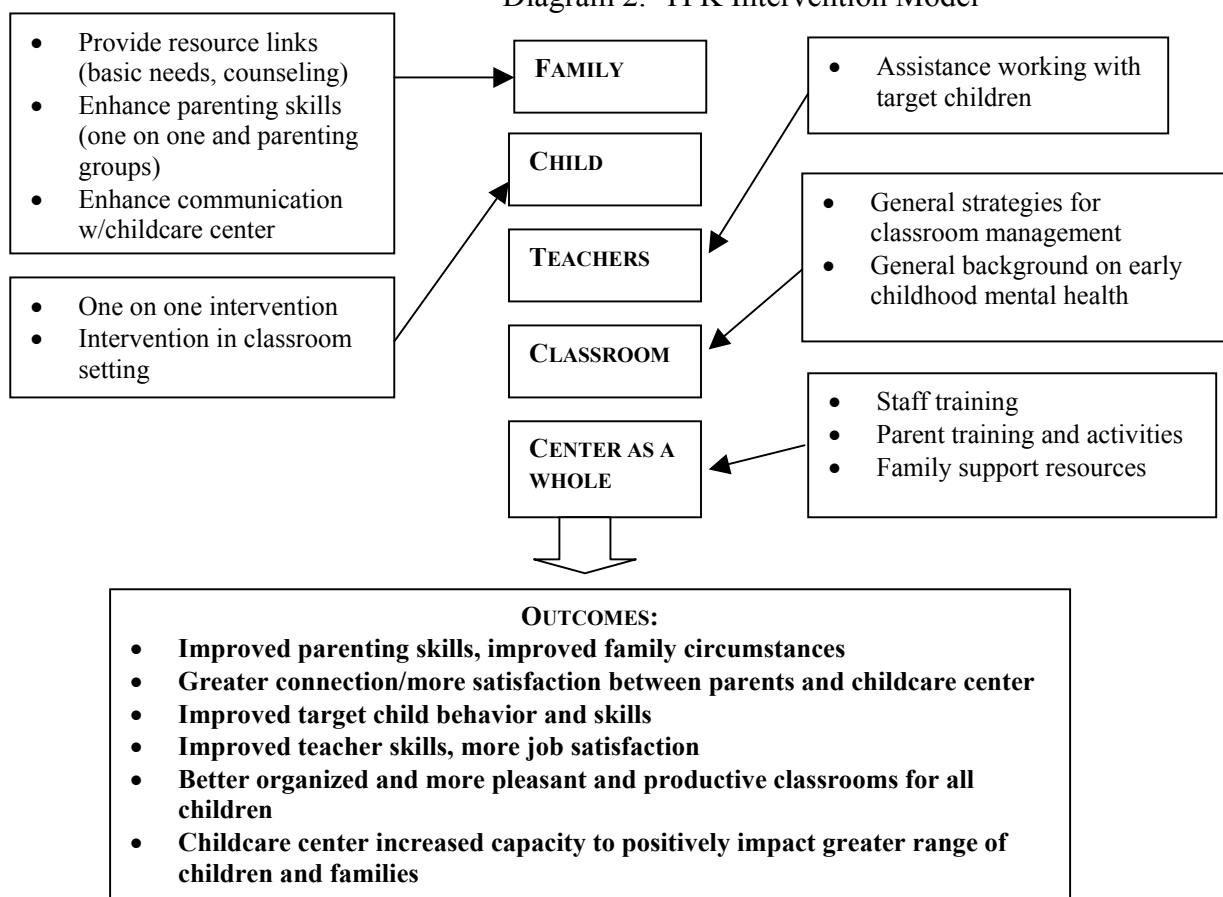 Diagram 2: Intervention Model
• Provide resource links
(basic needs, counseling)
• Enhance parenting skills
(one on one and parenting
groups)
• Enhance communication
w/childcare center
• One on one intervention
• Intervention in classroom
setting
FAMILY
CHILD
TEACHERS
CLASSROOM
CENTER AS A
WHOLE
• Assistance working with
target children
• General strategies for
classroom management
• General background on early
childhood mental health
• Staff training
• Parent training and activities
• Family support resources
OUTCOMES:
• Improved parenting skills, improved family circumstances
• Greater connection/more satisfaction between parents and childcare center
• Improved target child behavior and skills
• Improved teacher skills, more job satisfaction
• Better organized and more pleasant and productive classrooms for all
children
• Childcare center increased capacity to positively impact greater range of
children and families